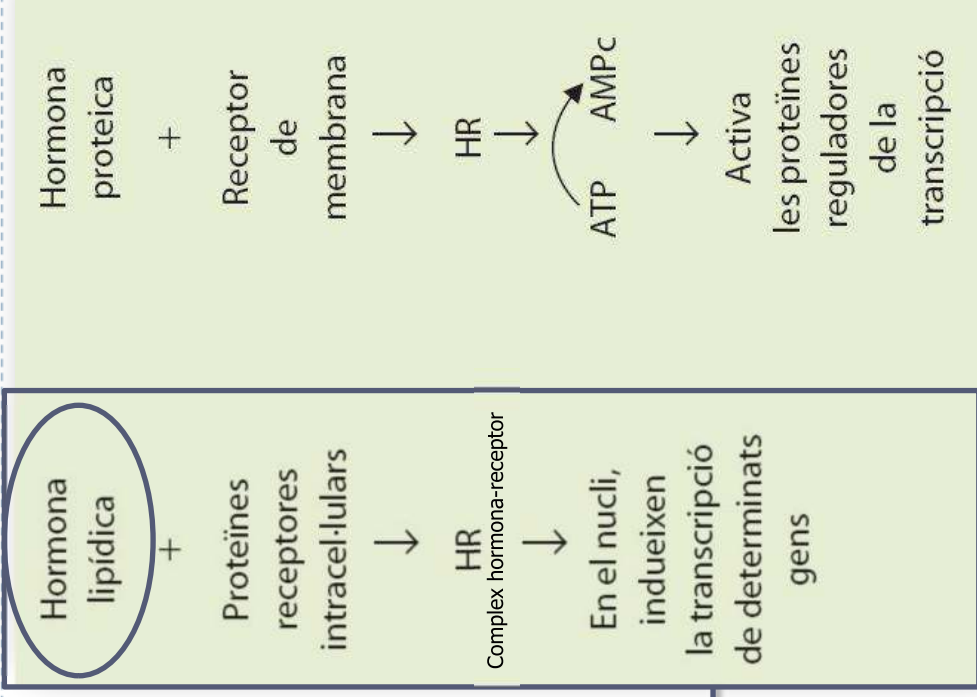 Hormona
lipídica
+
Proteïnes
receptores
intracel·lulars
↓
HR
Complex hormona-receptor
↓
En el nucli,
indueixen
la transcripció
de determinats
gens
Hormona
proteica
+
Receptor
de
membrana
↓
HR
↓
ATP AMPc
↓
Activa
les proteïnes
reguladores
de la
transcripció